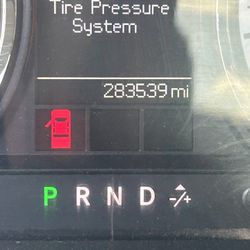 Tire Pressure
System
283539 mi
P R N D -/+